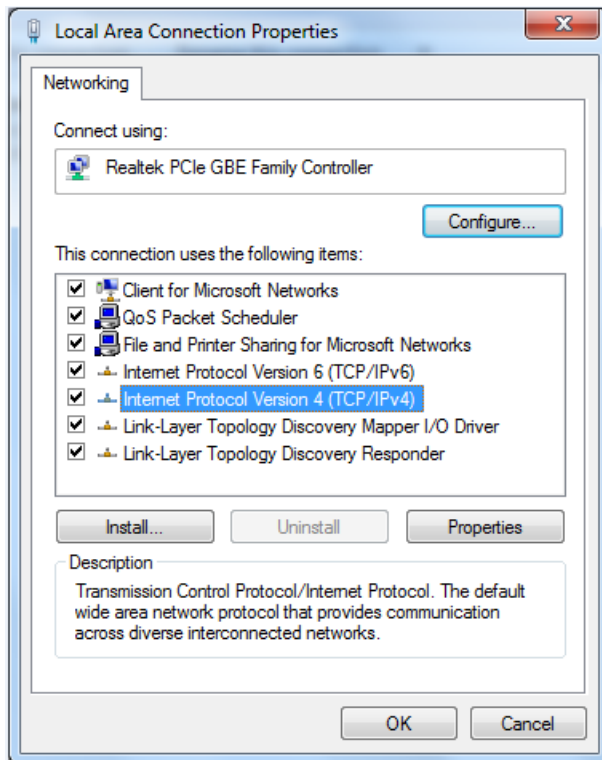 Local Area Connection Properties
Networking
Connect using:
Realtek PCIe GBE Family Controller
Configure...
This connection uses the following items:
Client for Microsoft Networks
QoS Packet Scheduler
File and Printer Sharing for Microsoft Networks
Internet Protocol Version 6 (TCP/IPv6)
Internet Protocol Version 4 (TCP/IPv4)
Link-Layer Topology Discovery Mapper I/O Driver
Link-Layer Topology Discovery Responder
Install... Uninstall Properties
Description
Transmission Control Protocol/Internet Protocol. The default
wide area network protocol that provides communication
across diverse interconnected networks.
OK Cancel